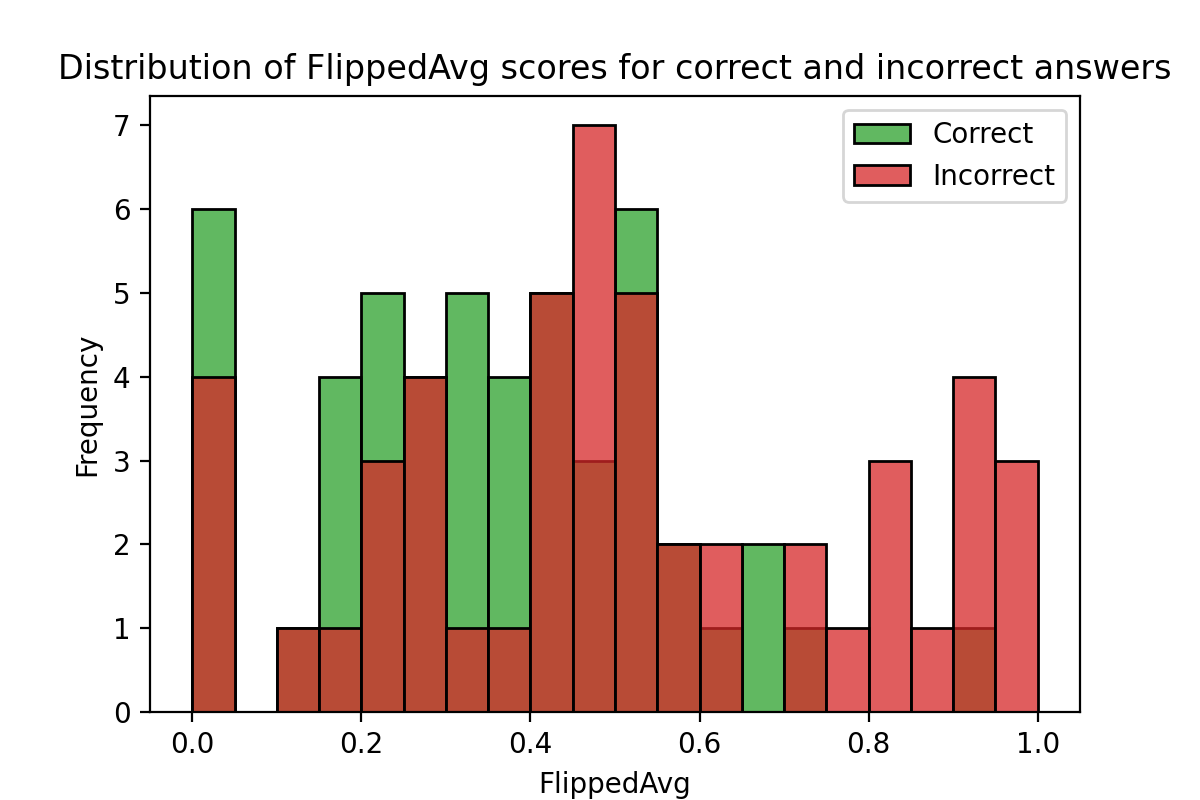 Distribution of FlippedAvg scores for correct and incorrect answers
Correct
Incorrect
7
6
5
4
3
2
1
0
Frequency
0.0 0.2 0.4 0.6 0.8 1.0
FlippedAvg